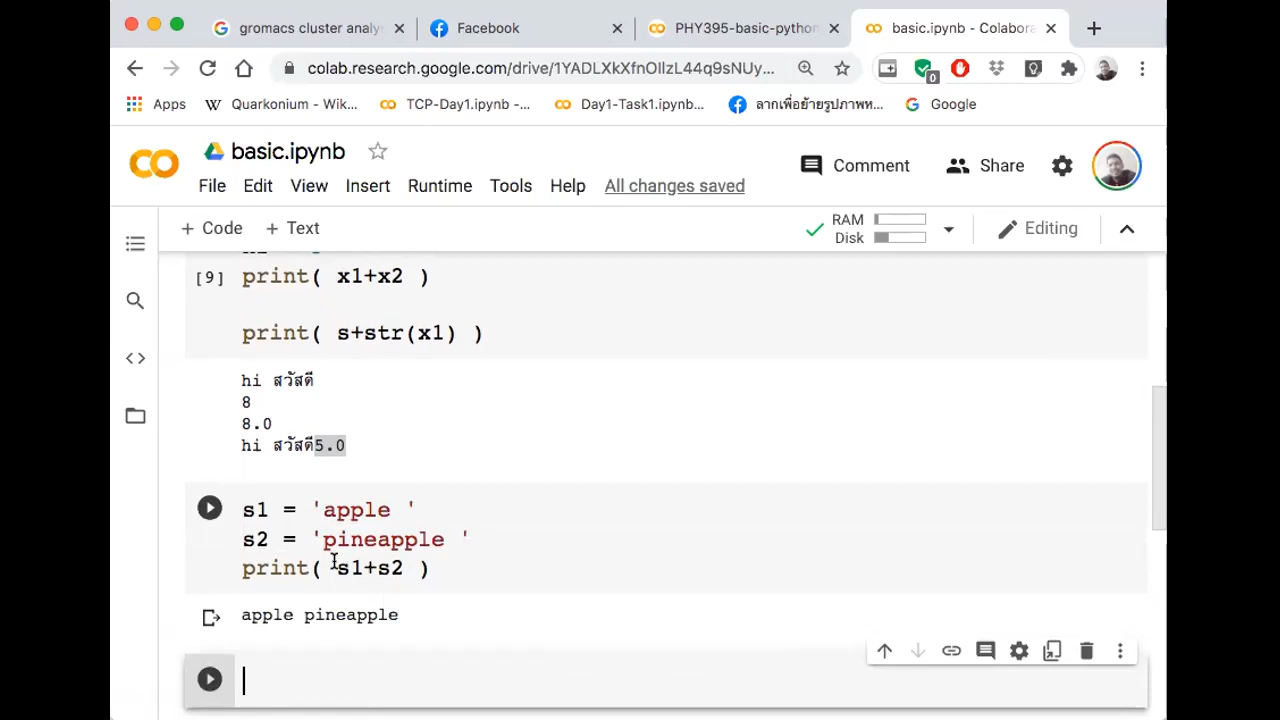 gromacs cluster analy
Facebook
PHY395-basic-python
basic.ipynb - Colabora
colab.research.google.com/drive/1YADLXkXfnOIlzL44q9sNUy...
0
Apps
Quarkonium - Wik...
TCP-Day1.ipynb -...
Day1-Task1.ipynb...
ลากเพื่อย้ายรูปภาพห...
Google
basic.ipynb
Comment
Share
File Edit View Insert Runtime Tools Help All changes saved
+ Code + Text
RAM
Disk
Editing
[9] print( x1+x2 )
print( s+str(x1) )
hi สวัสดี
8
8.0
hi สวัสดี5.0
s1 = 'apple '
s2 = 'pineapple '
print( s1+s2 )
apple pineapple